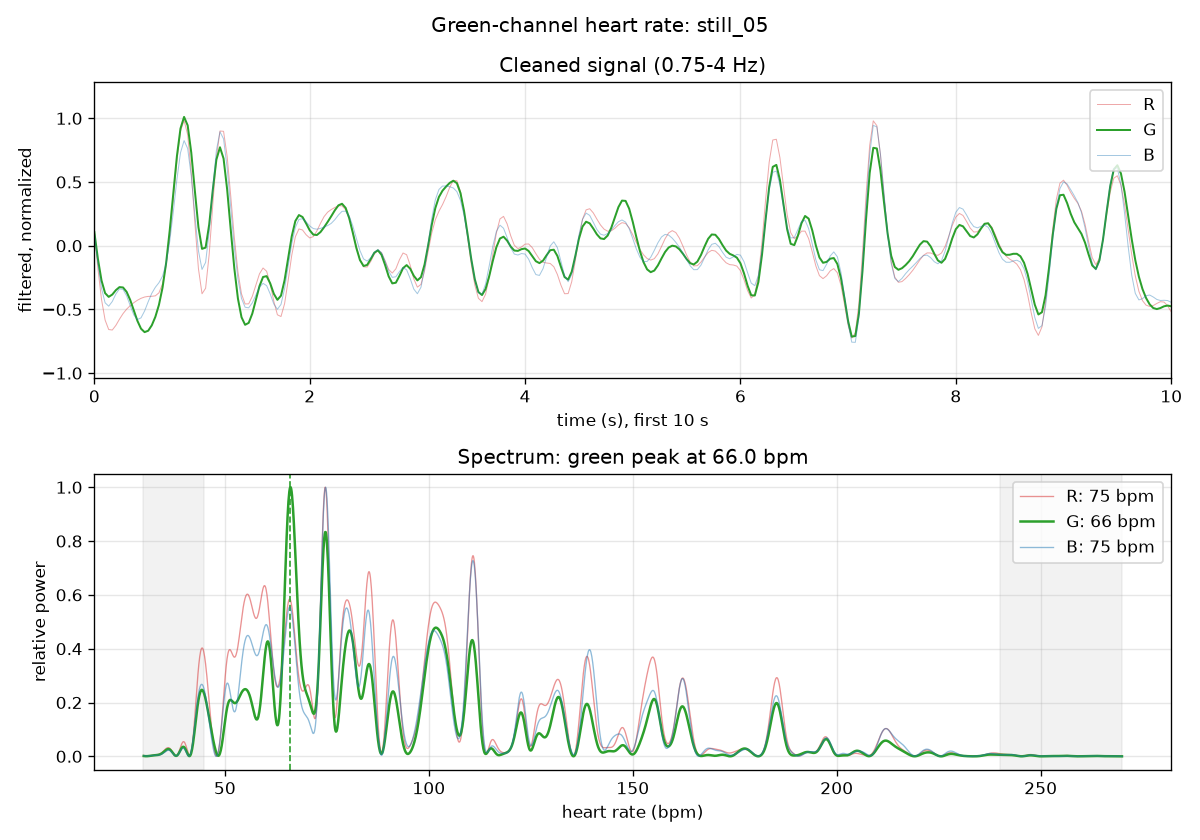 Green-channel heart rate: still_05
Cleaned signal (0.75-4 Hz)
filtered, normalized
1.0
0.5
0.0
−0.5
−1.0
R
G
B
0 2 4 6 8 10
time (s), first 10 s
Spectrum: green peak at 66.0 bpm
relative power
1.0
0.8
0.6
0.4
0.2
0.0
R: 75 bpm
G: 66 bpm
B: 75 bpm
50 100 150 200 250
heart rate (bpm)